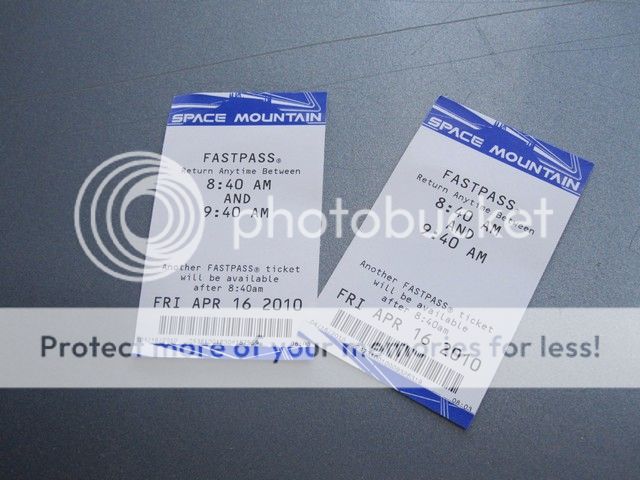 SPACE MOUNTAIN
FASTPASS®
Return Anytime Between
8:40 AM
AND
9:40 AM
Another FASTPASS® ticket
will be available
after 8:40am
FRI APR 16 2010
SPACE MOUNTAIN
FASTPASS®
Return Anytime Between
8:40 AM
AND
9:40 AM
Another FASTPASS® ticket
will be available
after 8:40am
FRI APR 16 2010
08:03
photobucket
Protect more of your memories for less!